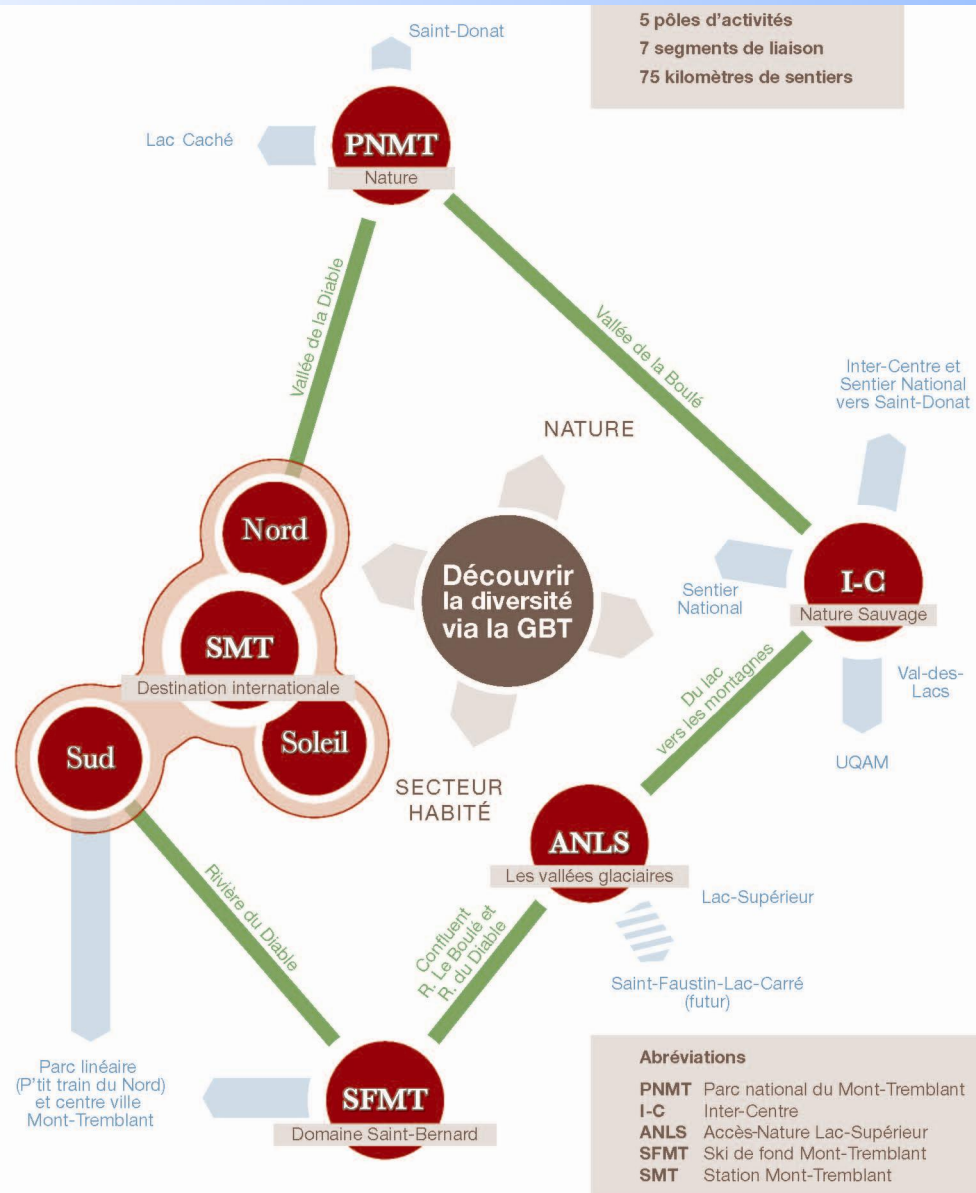 5 pôles d’activités
7 segments de liaison
75 kilomètres de sentiers
Saint-Donat
Lac Caché
PNMT
Nature
Vallée de la Diable
Vallée de la Boulé
Inter-Centre et
Sentier National
vers Saint-Donat
NATURE
Nord
Découvrir
la diversité
via la GBT
I-C
Nature Sauvage
Sentier
National
SMT
Destination internationale
Val-des-
Lacs
Du lac
vers les montagnes
Sud
Soleil
UQAM
SECTEUR
HABITÉ
ANLS
Les vallées glaciaires
Lac-Supérieur
Rivière du Diable
Confluent
R. Le Boulé et
R. du Diable
Saint-Faustin-Lac-Carré
(futur)
Parc linéaire
(P'tit train du Nord)
et centre ville
Mont-Tremblant
SFMT
Domaine Saint-Bernard
Abréviations
PNMT Parc national du Mont-Tremblant
I-C Inter-Centre
ANLS Accès-Nature Lac-Supérieur
SFMT Ski de fond Mont-Tremblant
SMT Station Mont-Tremblant